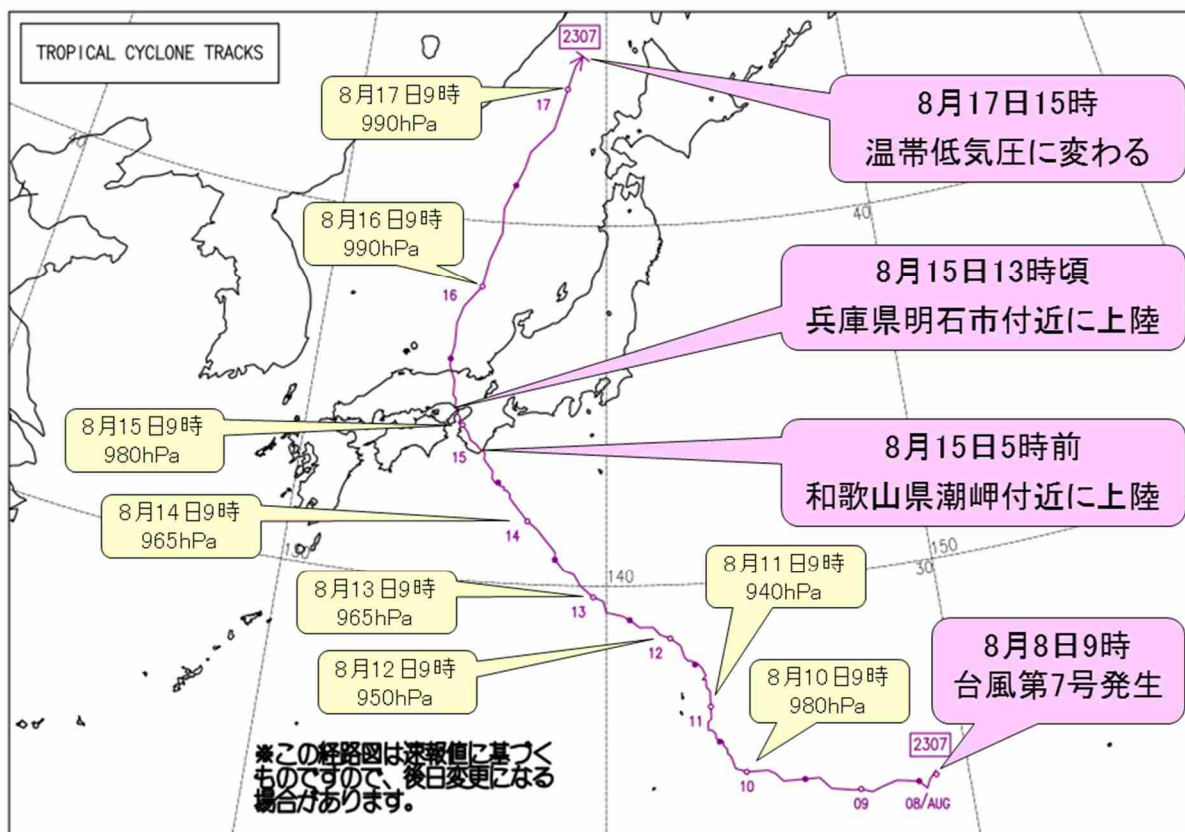 TROPICAL CYCLONE TRACKS
2307
8月17日15時
温帯低気圧に変わる
8月17日9時
990hPa
17
40
40
8月16日9時
990hPa
16
8月15日13時頃
兵庫県明石市付近に上陸
8月15日9時
980hPa
15
8月15日5時前
和歌山県潮岬付近に上陸
8月14日9時
965hPa
14
130
150
30
140
8月13日9時
965hPa
13
8月11日9時
940hPa
8月12日9時
950hPa
12
8月10日9時
980hPa
11
8月8日9時
台風第7号発生
2307
10
09
08/AUG
※この経路図は速報値に基づく
ものですので、後日変更になる
場合があります。